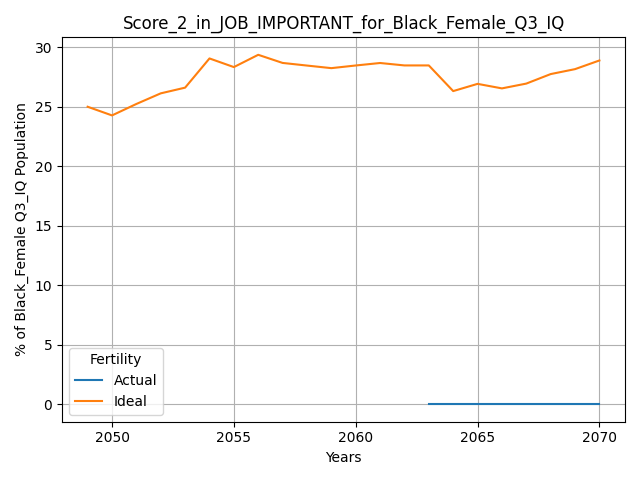 Score_2_in_JOB_IMPORTANT_for_Black_Female_Q3_IQ
% of Black_Female Q3_IQ Population
30
25
20
15
10
5
0
Fertility
Actual
Ideal
2050 2055 2060 2065 2070
Years